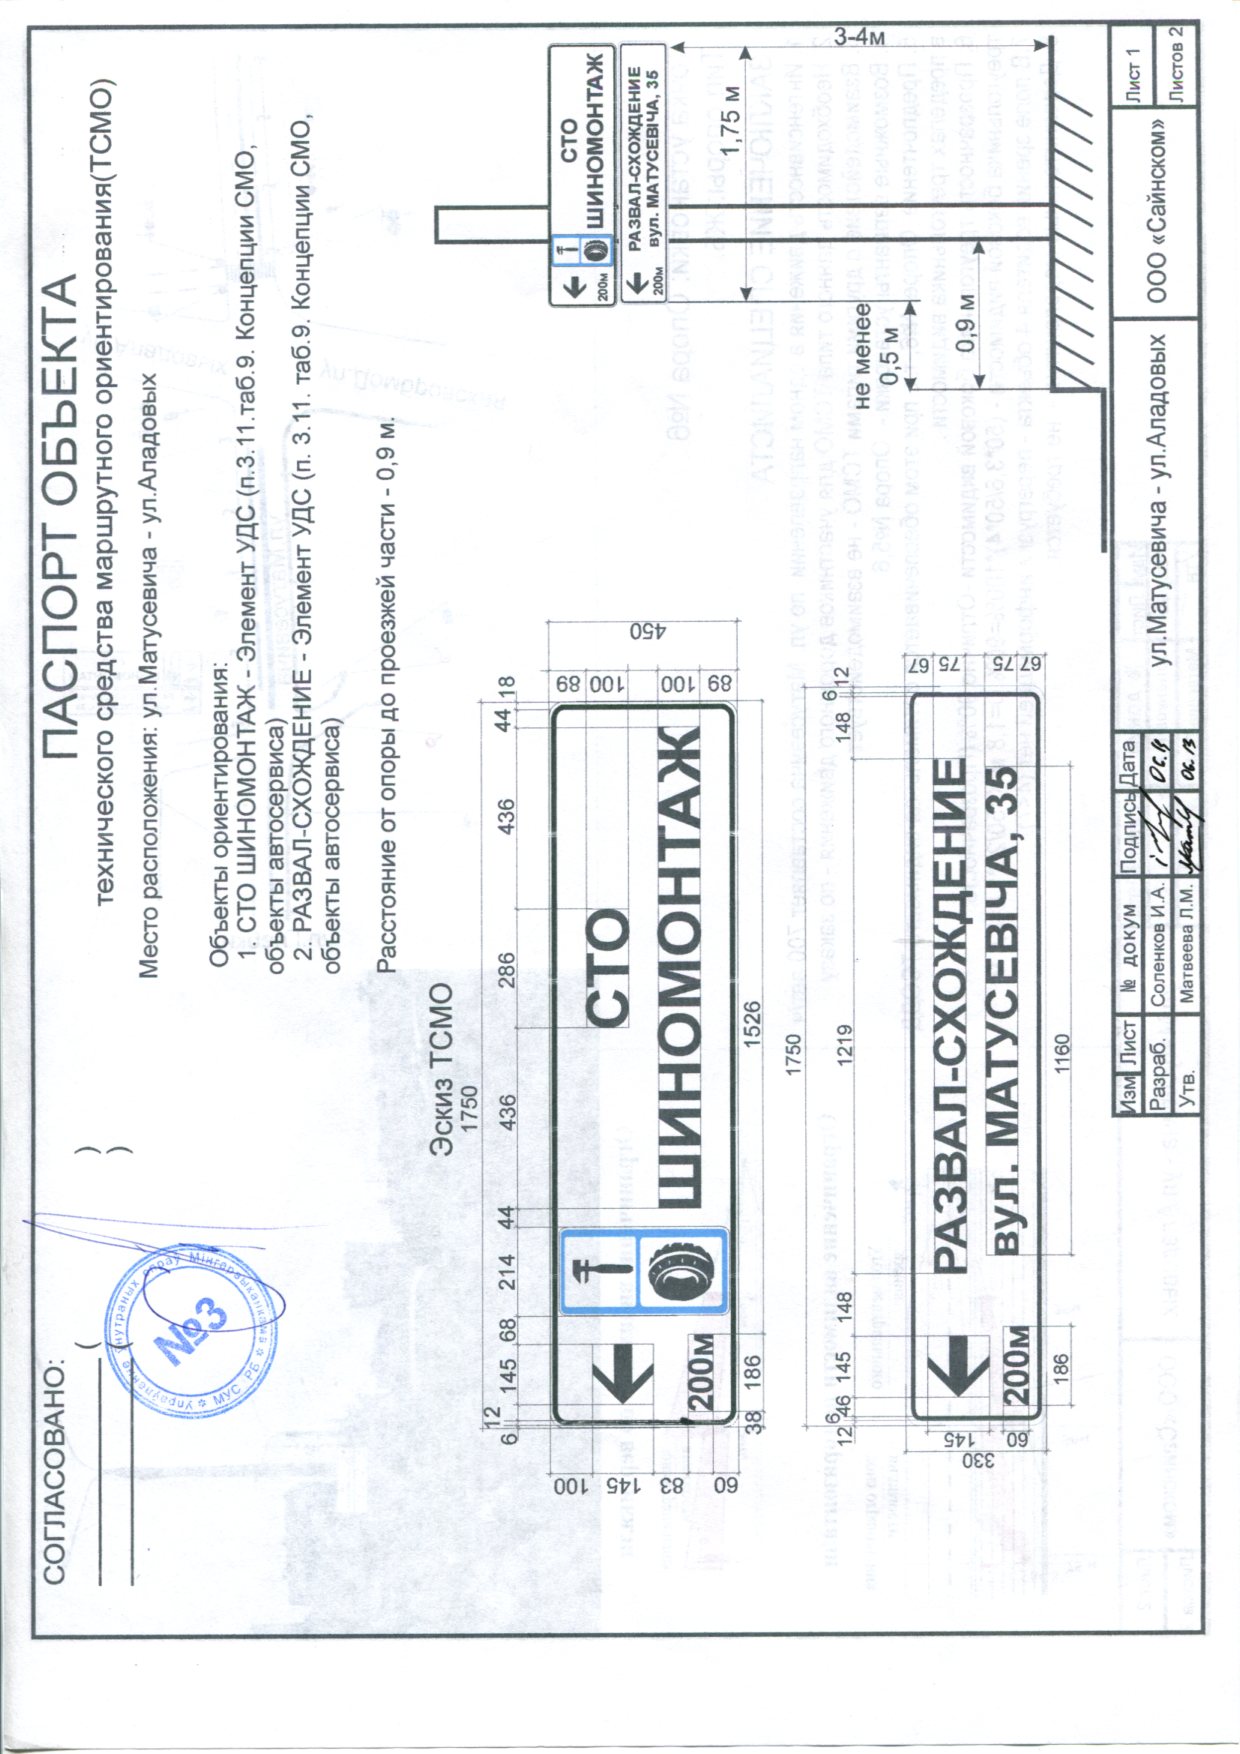 СОГЛАСОВАНО:
( )
( )
упраўленне ўнутраных спраў Мінгарвыканкама * МУС РБ *
№3
ПАСПОРТ ОБЪЕКТА
технического средства маршрутного ориентирования(ТСМО)
Место расположения: ул.Матусевича - ул.Аладовых
Объекты ориентирования:
1. СТО ШИНОМОНТАЖ - Элемент УДС (п.3.11.таб.9. Концепции СМО,
объекты автосервиса)
2. РАЗВАЛ-СХОЖДЕНИЕ - Элемент УДС (п. 3.11. таб.9. Концепции СМО,
объекты автосервиса)
Расстояние от опоры до проезжей части - 0,9 м.
Эскиз ТСМО
1750
6 12 145 68 214 44 436 286 436 44 18
СТО
ШИНОМОНТАЖ
200м
100 145 83 60
89 100 100 89
450
38 186 1526
1750
12 6 46 145 148 1219 148 6 12
РАЗВАЛ-СХОЖДЕНИЕ
вул. МАТУСЕВІЧА, 35
200м
145 60
330
67 75 75 67
186 1160
СТО
ШИНОМОНТАЖ
200м
РАЗВАЛ-СХОЖДЕНИЕ
вул. МАТУСЕВІЧА, 35
200м
3-4м
1,75 м
не менее
0,5 м
0,9 м
Изм Лист № докум Подпись Дата
Разраб. Соленков И.А. 06.13
Утв. Матвеева Л.М. 06.13
ул.Матусевича - ул.Аладовых
ООО «Сайнском»
Лист 1
Листов 2